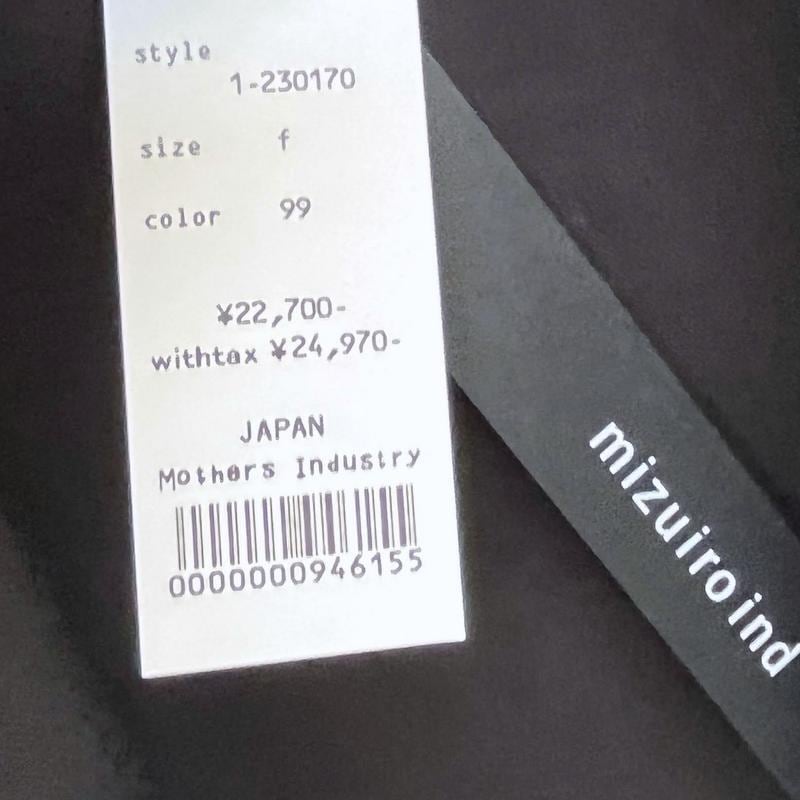 style
1-230170
size f
color 99
¥22,700-
withtax ¥24,970-
JAPAN
Mothers Industry
0000000946155
mizuiro ind